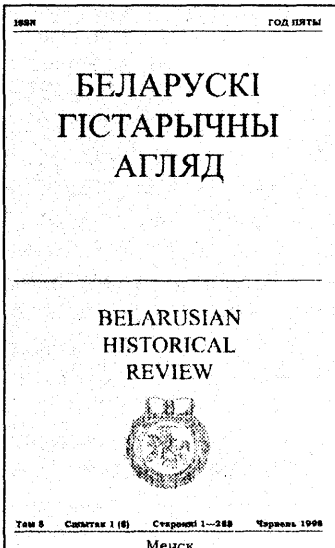 ISSN ГОД ПЯТЫ
БЕЛАРУСКІ
ГІСТАРЫЧНЫ
АГЛЯД
BELARUSIAN
HISTORICAL
REVIEW
Том 5 Сшытак 1 (8) Старонкі 1—288 Чэрвень 1998
Менск